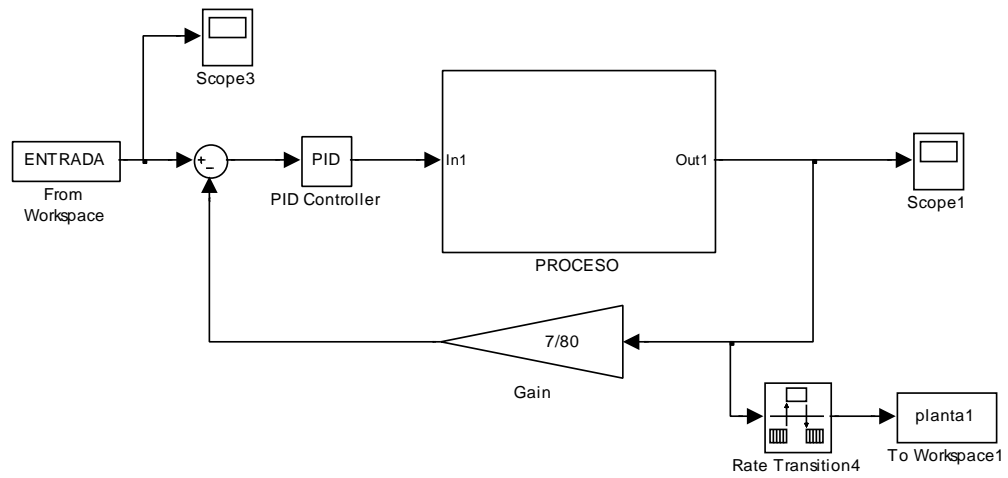 Scope3
ENTRADA
From
Workspace
+
−
PID
PID Controller
In1
Out1
PROCESO
Scope1
7/80
Gain
Rate Transition4
planta1
To Workspace1